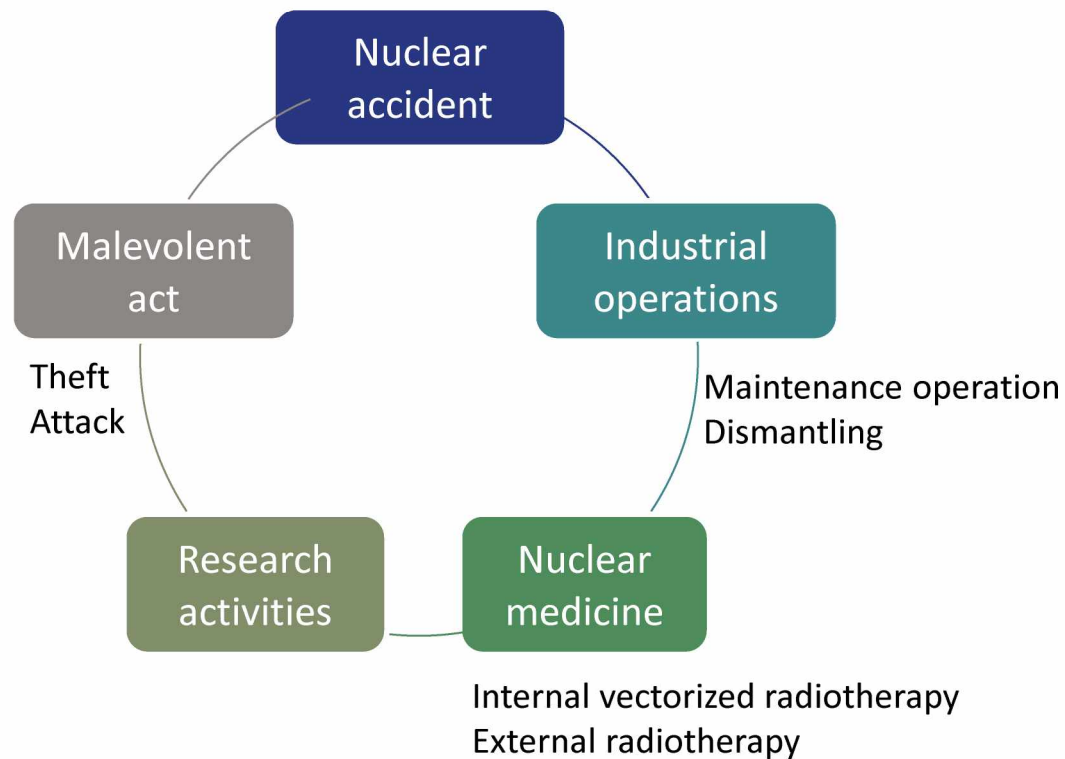 Nuclear
accident
Malevolent
act
Industrial
operations
Theft
Attack
Maintenance operation
Dismantling
Research
activities
Nuclear
medicine
Internal vectorized radiotherapy
External radiotherapy